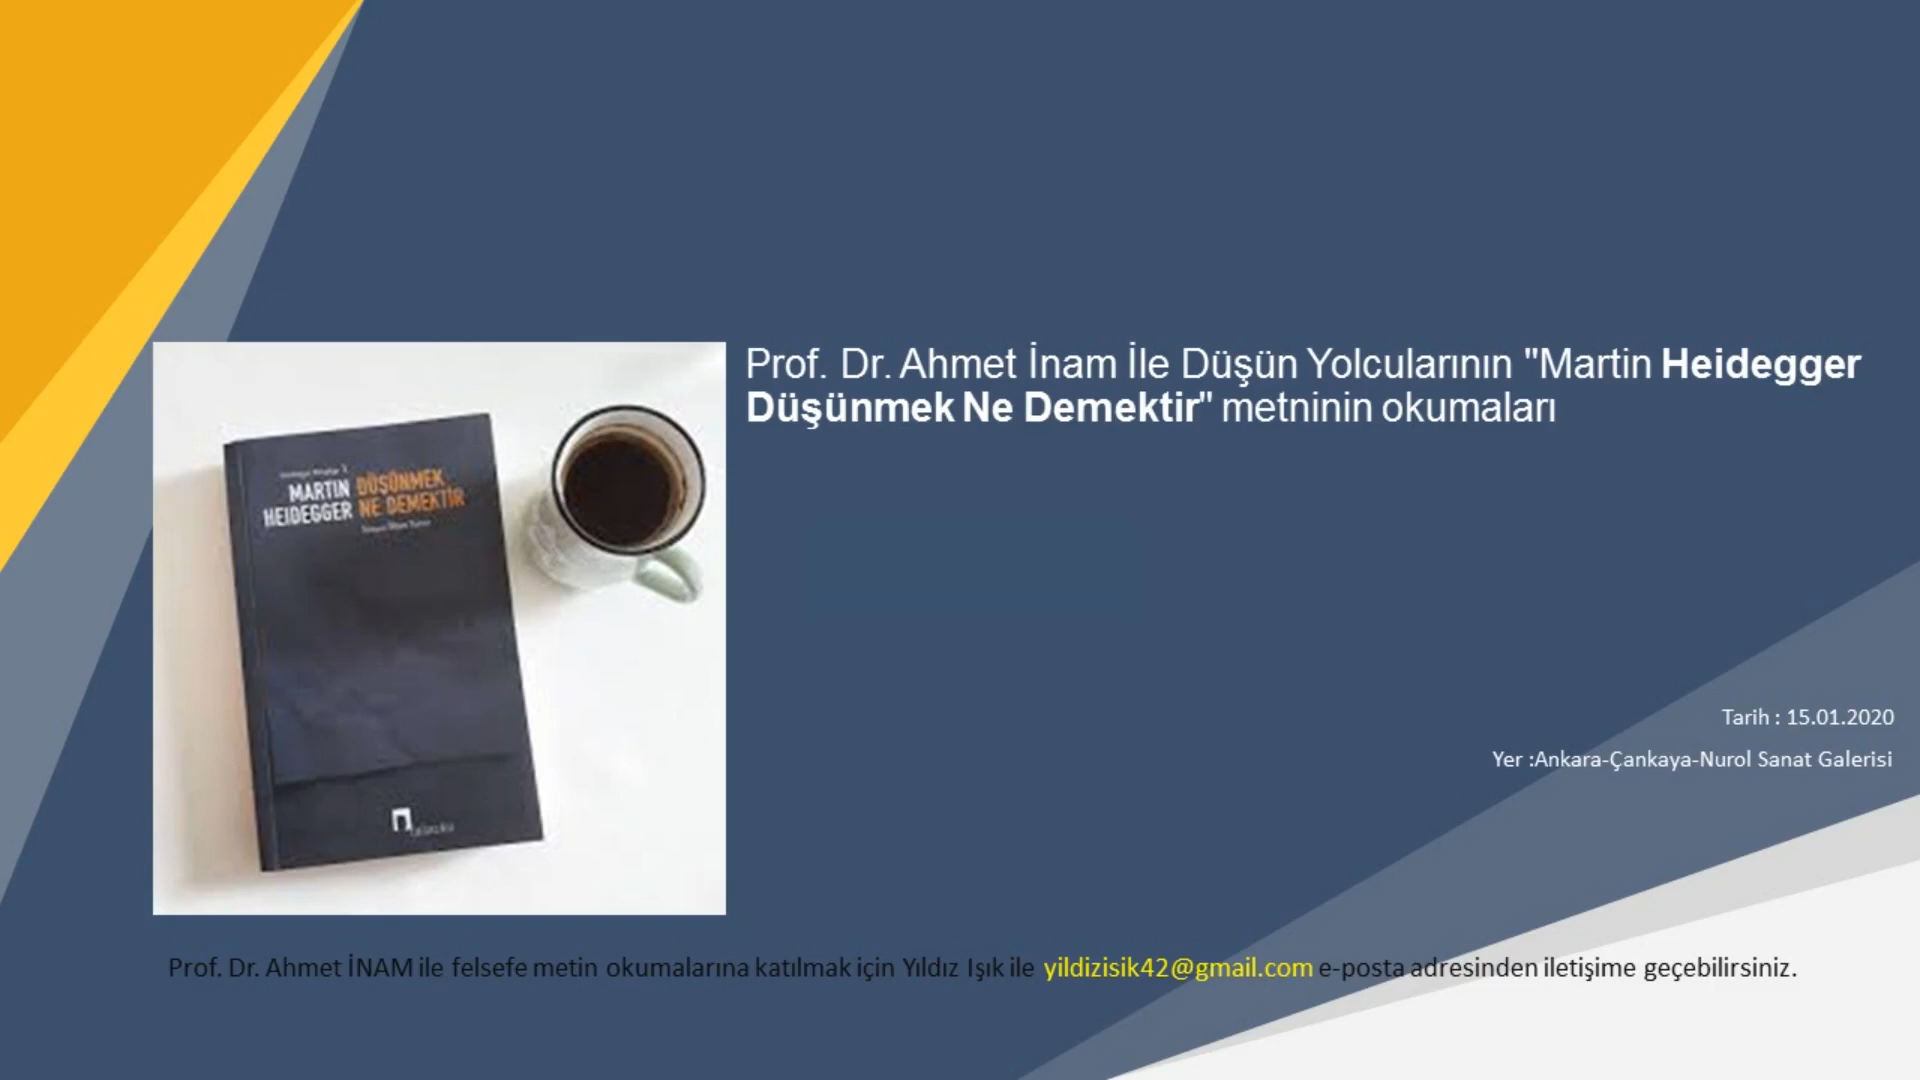 Prof. Dr. Ahmet İnam İle Düşün Yolcularının "Martin Heidegger
Düşünmek Ne Demektir" metninin okumaları
MARTIN DÜŞÜNMEK
HEIDEGGER NE DEMEKTİR
Tarih : 15.01.2020
Yer :Ankara-Çankaya-Nurol Sanat Galerisi
Prof. Dr. Ahmet İNAM ile felsefe metin okumalarına katılmak için Yıldız Işık ile yildizisik42@gmail.com e-posta adresinden iletişime geçebilirsiniz.